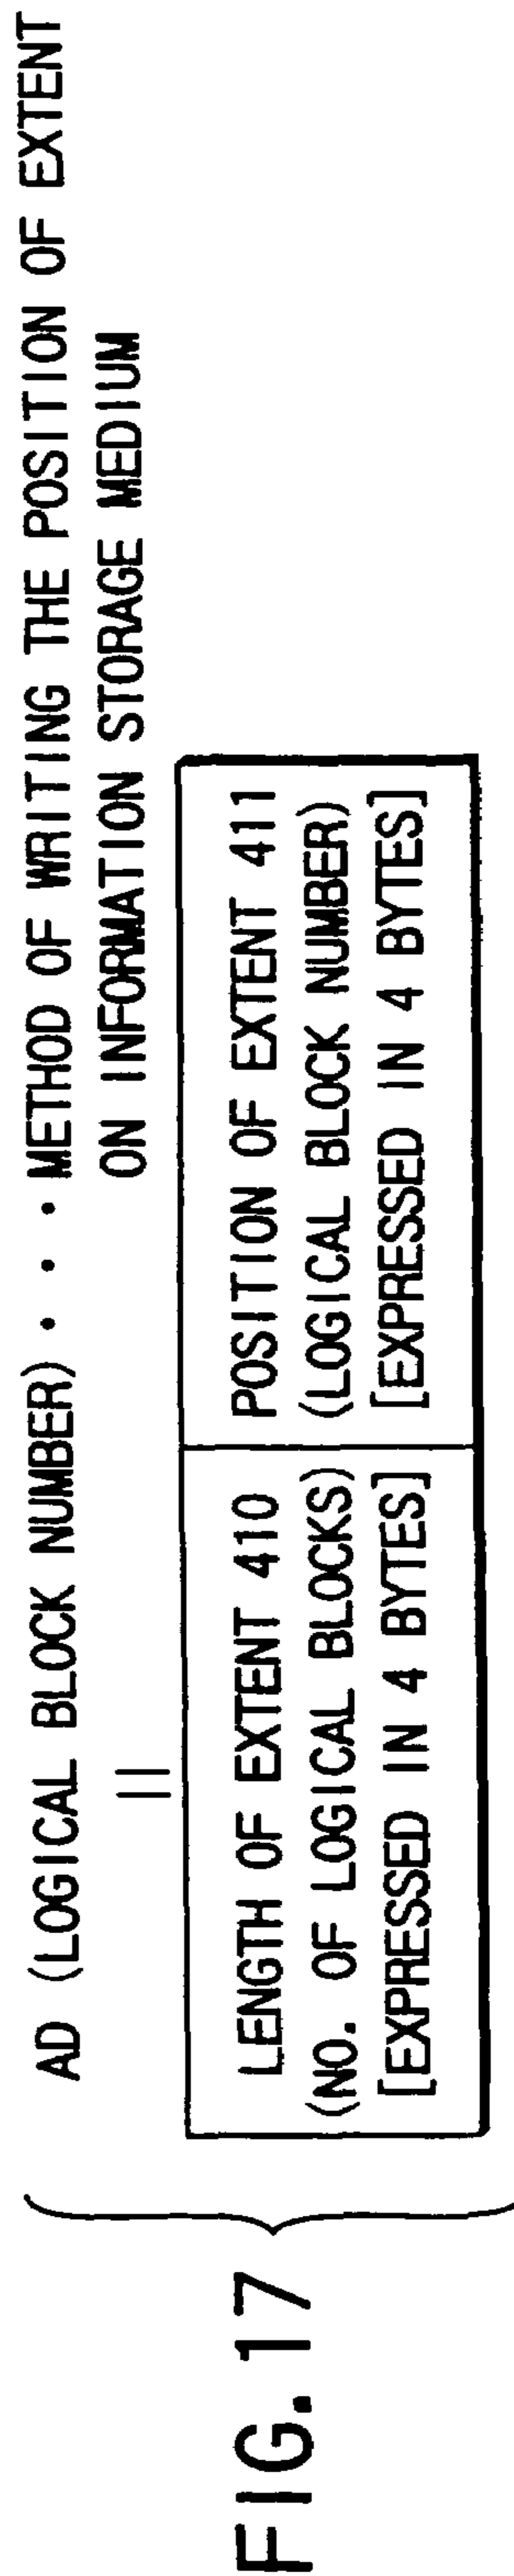 AD (LOGICAL BLOCK NUMBER) • • • METHOD OF WRITING THE POSITION OF EXTENT
ON INFORMATION STORAGE MEDIUM
||
LENGTH OF EXTENT 410
(NO. OF LOGICAL BLOCKS)
[EXPRESSED IN 4 BYTES]
POSITION OF EXTENT 411
(LOGICAL BLOCK NUMBER)
[EXPRESSED IN 4 BYTES]
FIG. 17